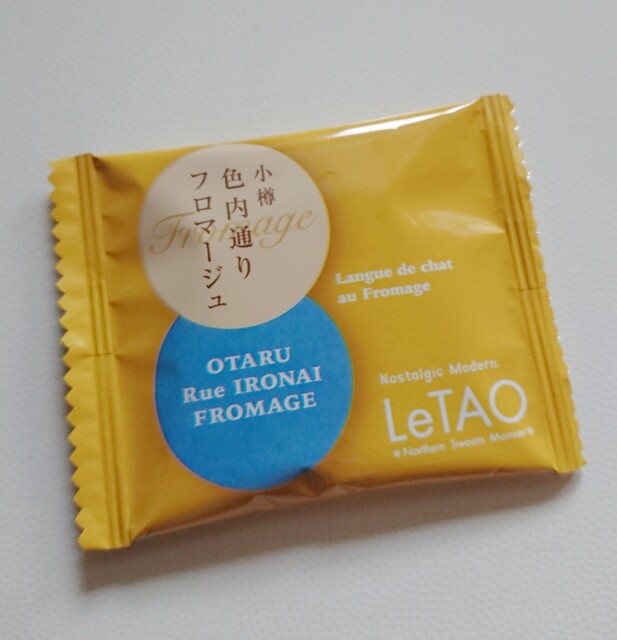 小樽
色内通り
フロマージュ
Fromage
OTARU
Rue IRONAI
FROMAGE
Langue de chat
au Fromage
Nostalgic Modern
LeTAO
★Northern Sweets Manner★